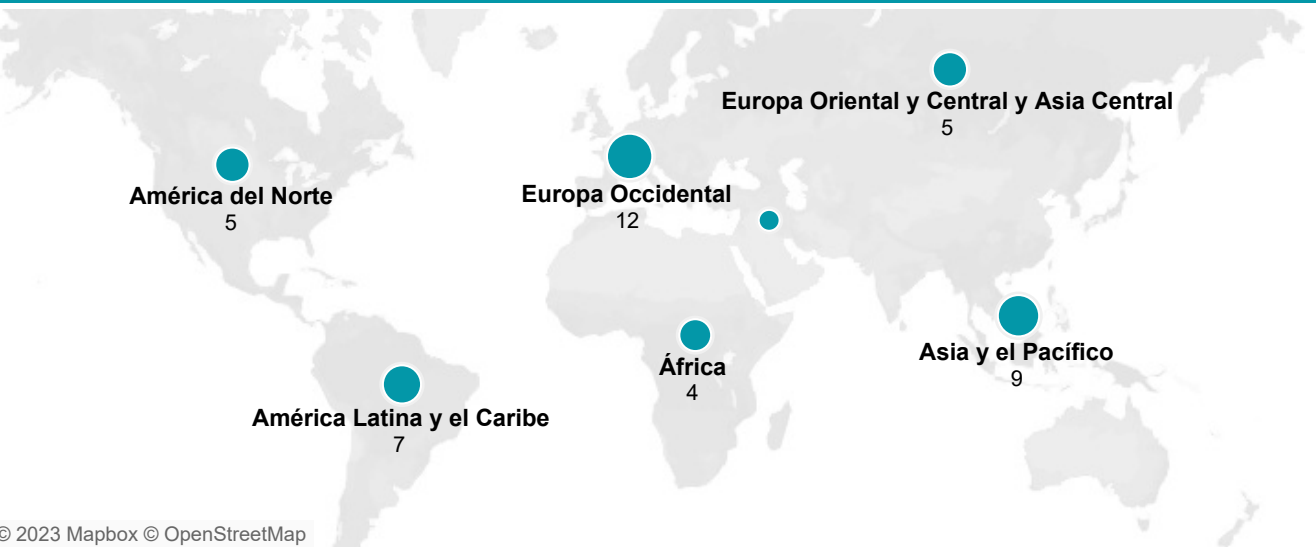 Europa Oriental y Central y Asia Central
5
América del Norte
5
Europa Occidental
12
Asia y el Pacífico
9
África
4
América Latina y el Caribe
7
© 2023 Mapbox © OpenStreetMap